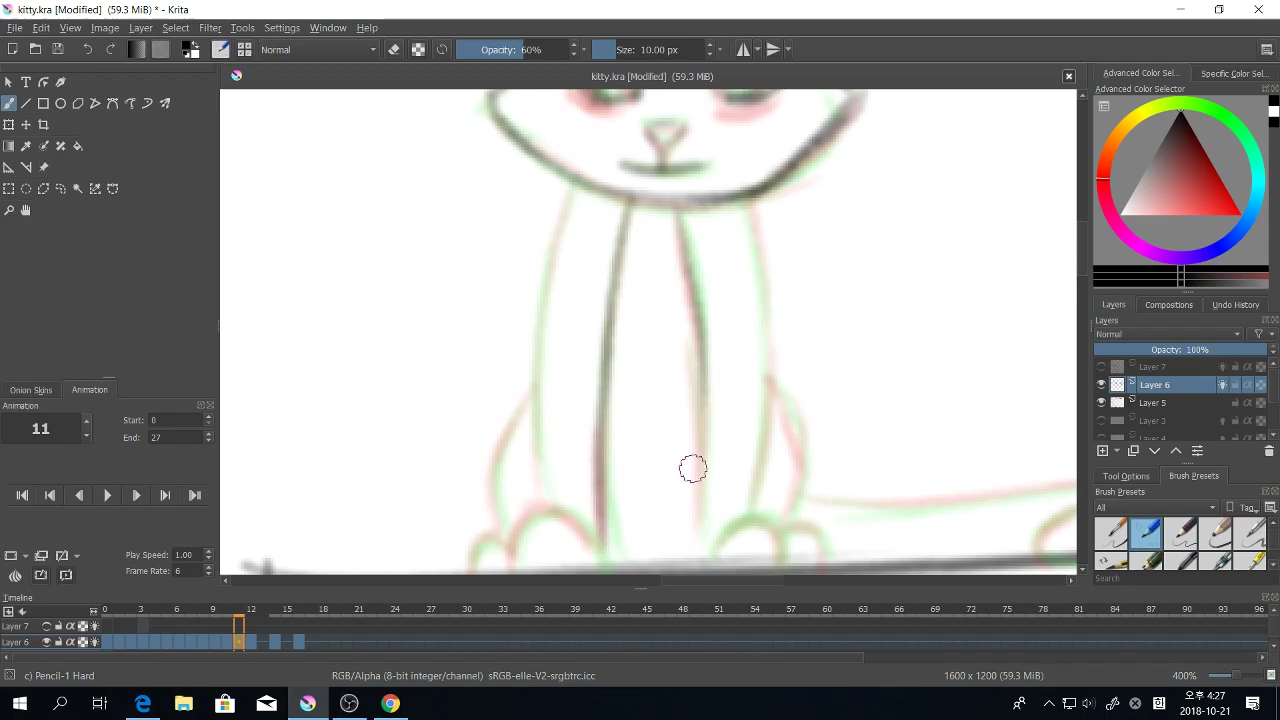 kitty.kra [Modified] (59.3 MiB) * - Krita
File Edit View Image Layer Select Filter Tools Settings Window Help
Normal Opacity: 60% Size: 10.00 px
kitty.kra [Modified] (59.3 MiB)
Advanced Color Sel... Specific Color Sel...
Advanced Color Selector
Layers Compositions Undo History
Layers
Normal
Opacity: 100%
Layer 7
Layer 6
Layer 5
Layer 3
Layer 4
Onion Skins Animation
Animation
11
Start: 0
End: 27
Play Speed: 1.00
Frame Rate: 6
Tool Options Brush Presets
Brush Presets
All Tag
Search
Timeline
0 3 6 9 12 15 18 21 24 27 30 33 36 39 42 45 48 51 54 57 60 63 66 69 72 75 78 81 84 87 90 93 96
Layer 7
Layer 6
c) Pencil-1 Hard RGB/Alpha (8-bit integer/channel) sRGB-elle-V2-srgbtrc.icc 1600 x 1200 (59.3 MiB) 400%
오후 4:27
2018-10-21